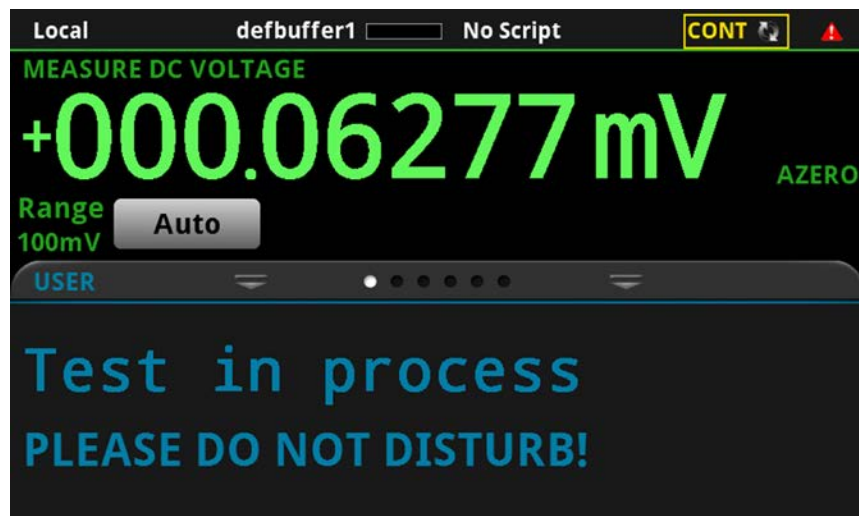 Local defbuffer1 No Script CONT
MEASURE DC VOLTAGE
+000.06277 mV
AZERO
Range
100mV Auto
USER
Test in process
PLEASE DO NOT DISTURB!